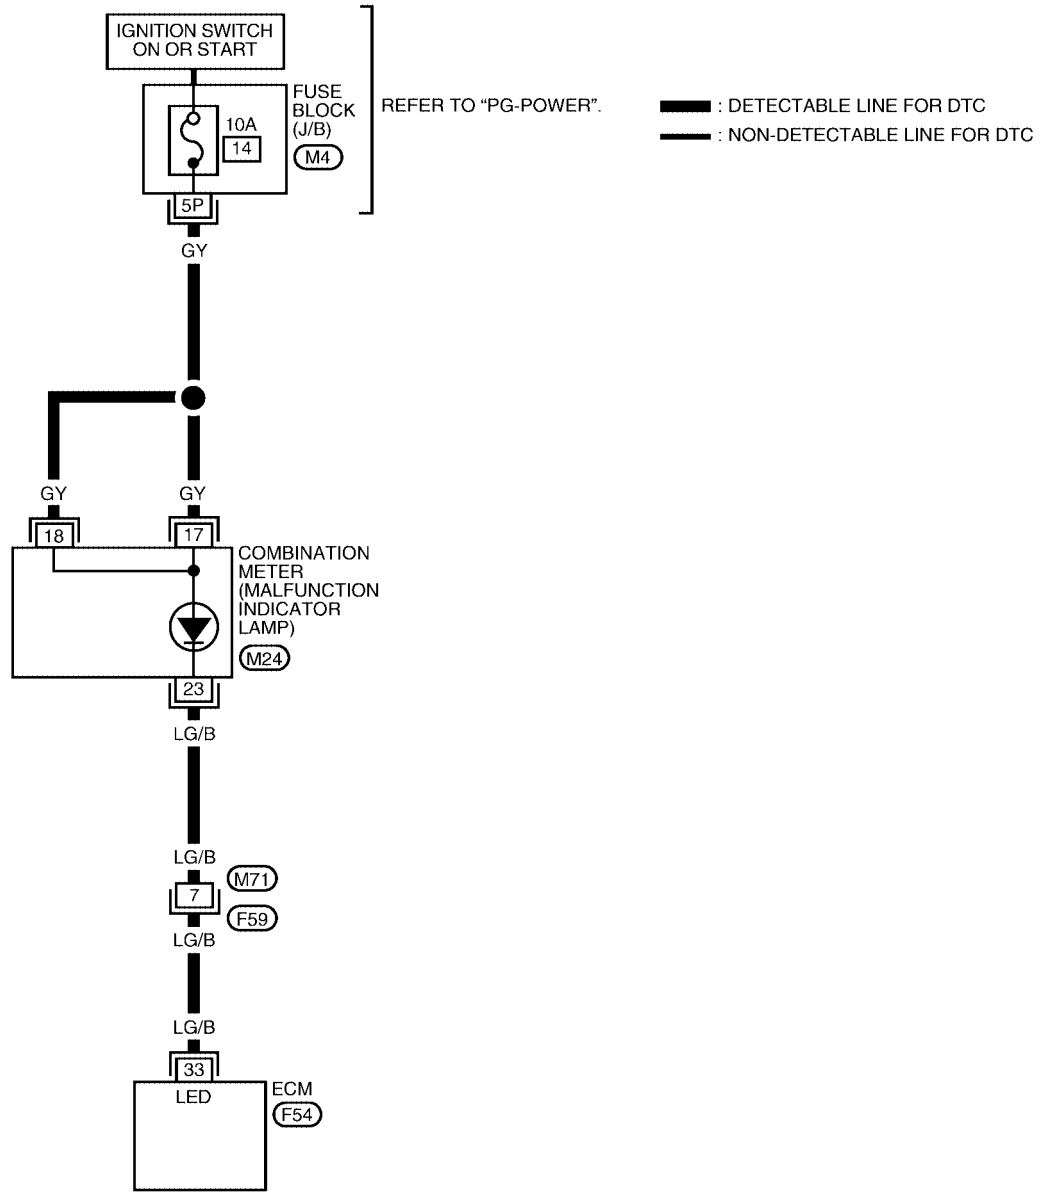 IGNITION SWITCH
ON OR START
FUSE
BLOCK
(J/B)
M4
10A
14
5P
REFER TO “PG-POWER”.
: DETECTABLE LINE FOR DTC
: NON-DETECTABLE LINE FOR DTC
GY
GY
GY
18
17
COMBINATION
METER
(MALFUNCTION
INDICATOR
LAMP)
M24
23
LG/B
LG/B
M71
7
F59
LG/B
LG/B
33
LED
ECM
F54